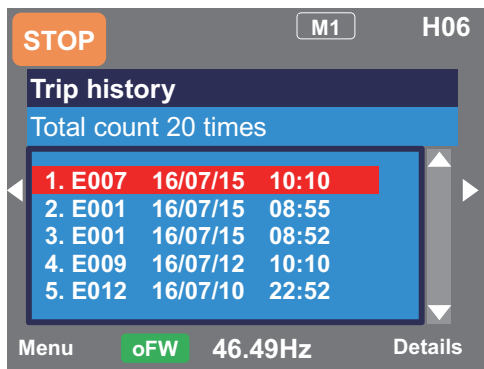 STOP M1 H06
Trip history
Total count 20 times
1. E007 16/07/15 10:10
2. E001 16/07/15 08:55
3. E001 16/07/15 08:52
4. E009 16/07/12 10:10
5. E012 16/07/10 22:52
Menu oFW 46.49Hz Details